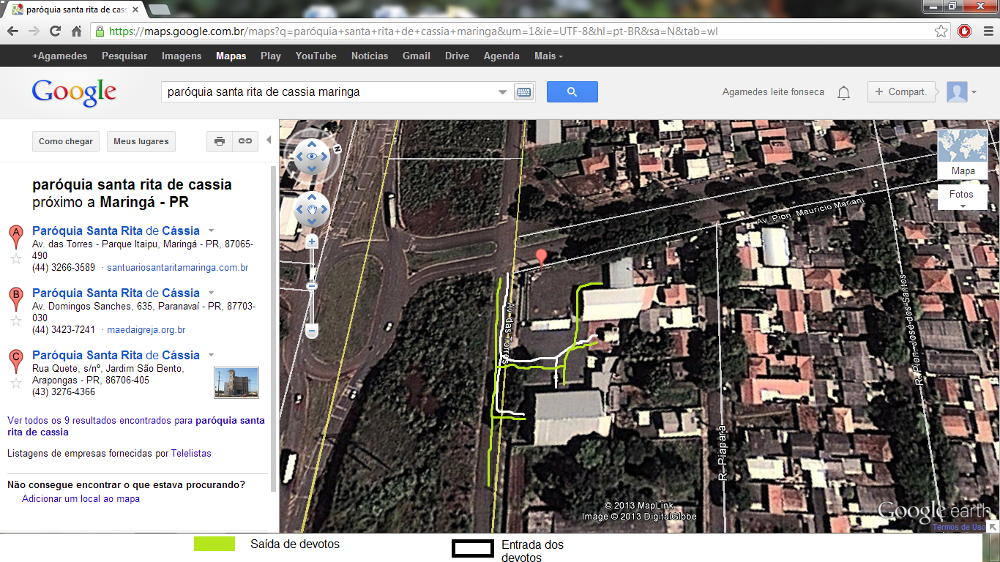 paróquia santa rita de cas
https://maps.google.com.br/maps?q=paróquia+santa+rita+de+cassia+maringa&um=1&ie=UTF-8&hl=pt-BR&sa=N&tab=wl
+Agamedes Pesquisar Imagens Mapas Play YouTube Notícias Gmail Drive Agenda Mais
Google
paróquia santa rita de cassia maringa
Agamedes leite fonseca
+ Compart.
Como chegar
Meus lugares
paróquia santa rita de cassia
próximo a Maringá - PR
A
Paróquia Santa Rita de Cássia
Av. das Torres - Parque Itaipu, Maringá - PR, 87065-
490
(44) 3266-3589 · santuariosantaritamaringa.com.br
B
Paróquia Santa Rita de Cássia
Av. Domingos Sanches, 635, Paranavaí - PR, 87703-
030
(44) 3423-7241 · maedaigreja.org.br
C
Paróquia Santa Rita de Cássia
Rua Quete, s/nº, Jardim São Bento,
Arapongas - PR, 86706-405
(43) 3276-4366
Ver todos os 9 resultados encontrados para paróquia santa
rita de cassia
Listagens de empresas fornecidas por Telelistas
Não consegue encontrar o que estava procurando?
Adicionar um local ao mapa
N
Mapa
Fotos
Av. Pion. Maurício Mariani
Av. das Torres
R. Pion. José dos Santos
R. Piapara
© 2013 MapLink
Image © 2013 DigitalGlobe
Google earth
Termos de Uso
Saída de devotos
Entrada dos
devotos